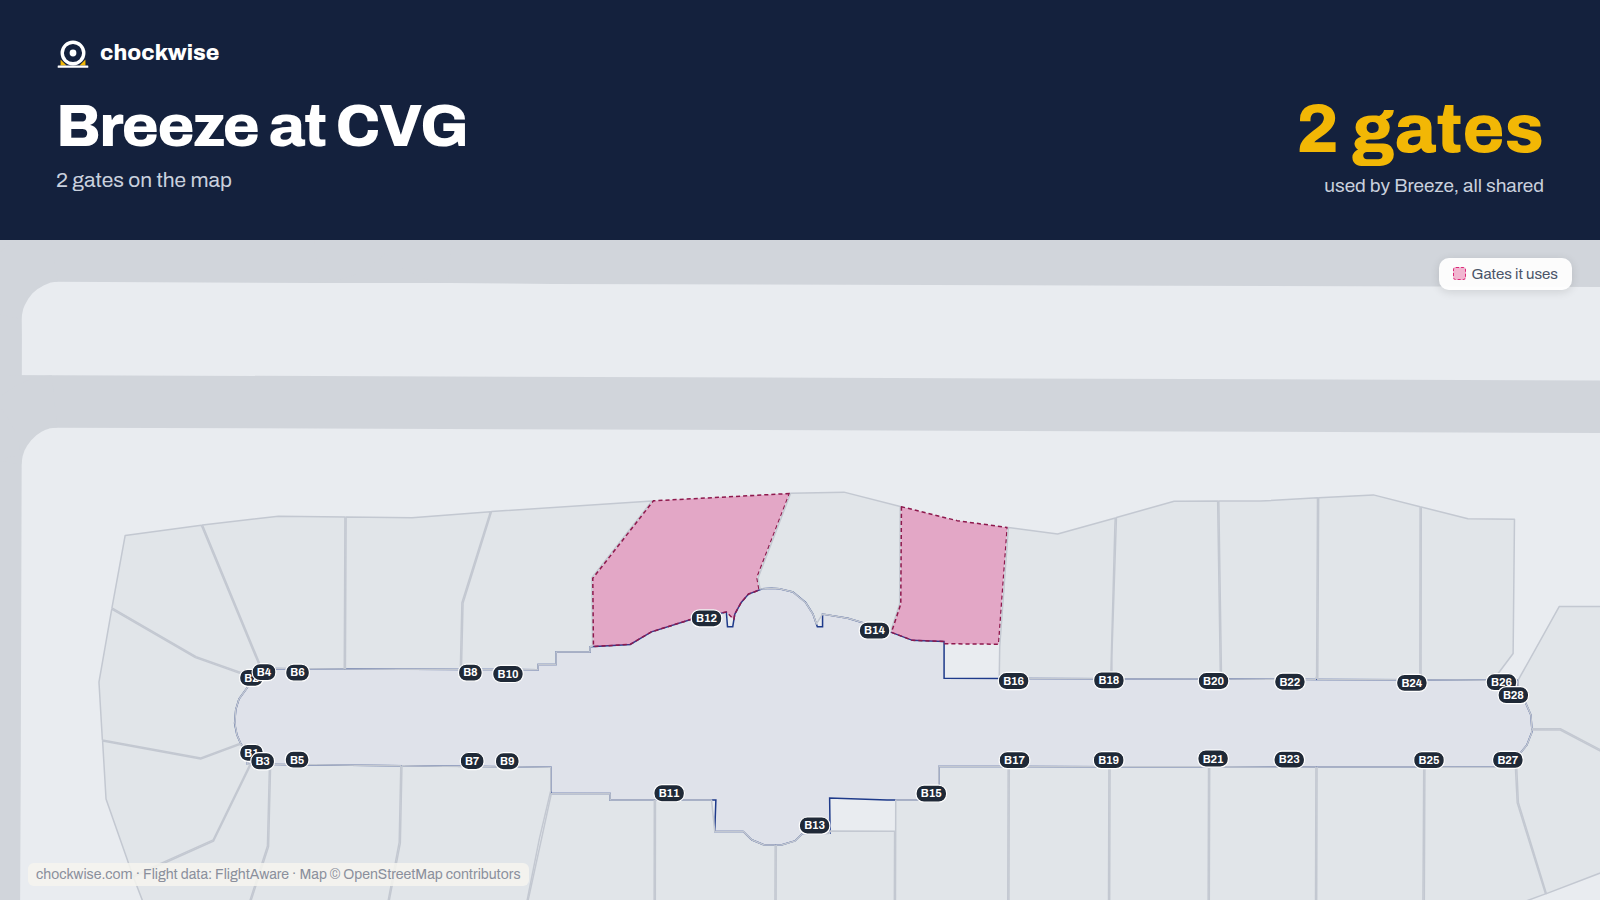 chockwise
Breeze at CVG
2 gates on the map
2 gates
used by Breeze, all shared
Gates it uses
B12
B14
B4
B6
B8
B10
B16
B18
B20
B22
B24
B26
B28
B1
B3
B5
B7
B9
B17
B19
B21
B23
B25
B27
B11
B15
B13
chockwise.com · Flight data: FlightAware · Map © OpenStreetMap contributors